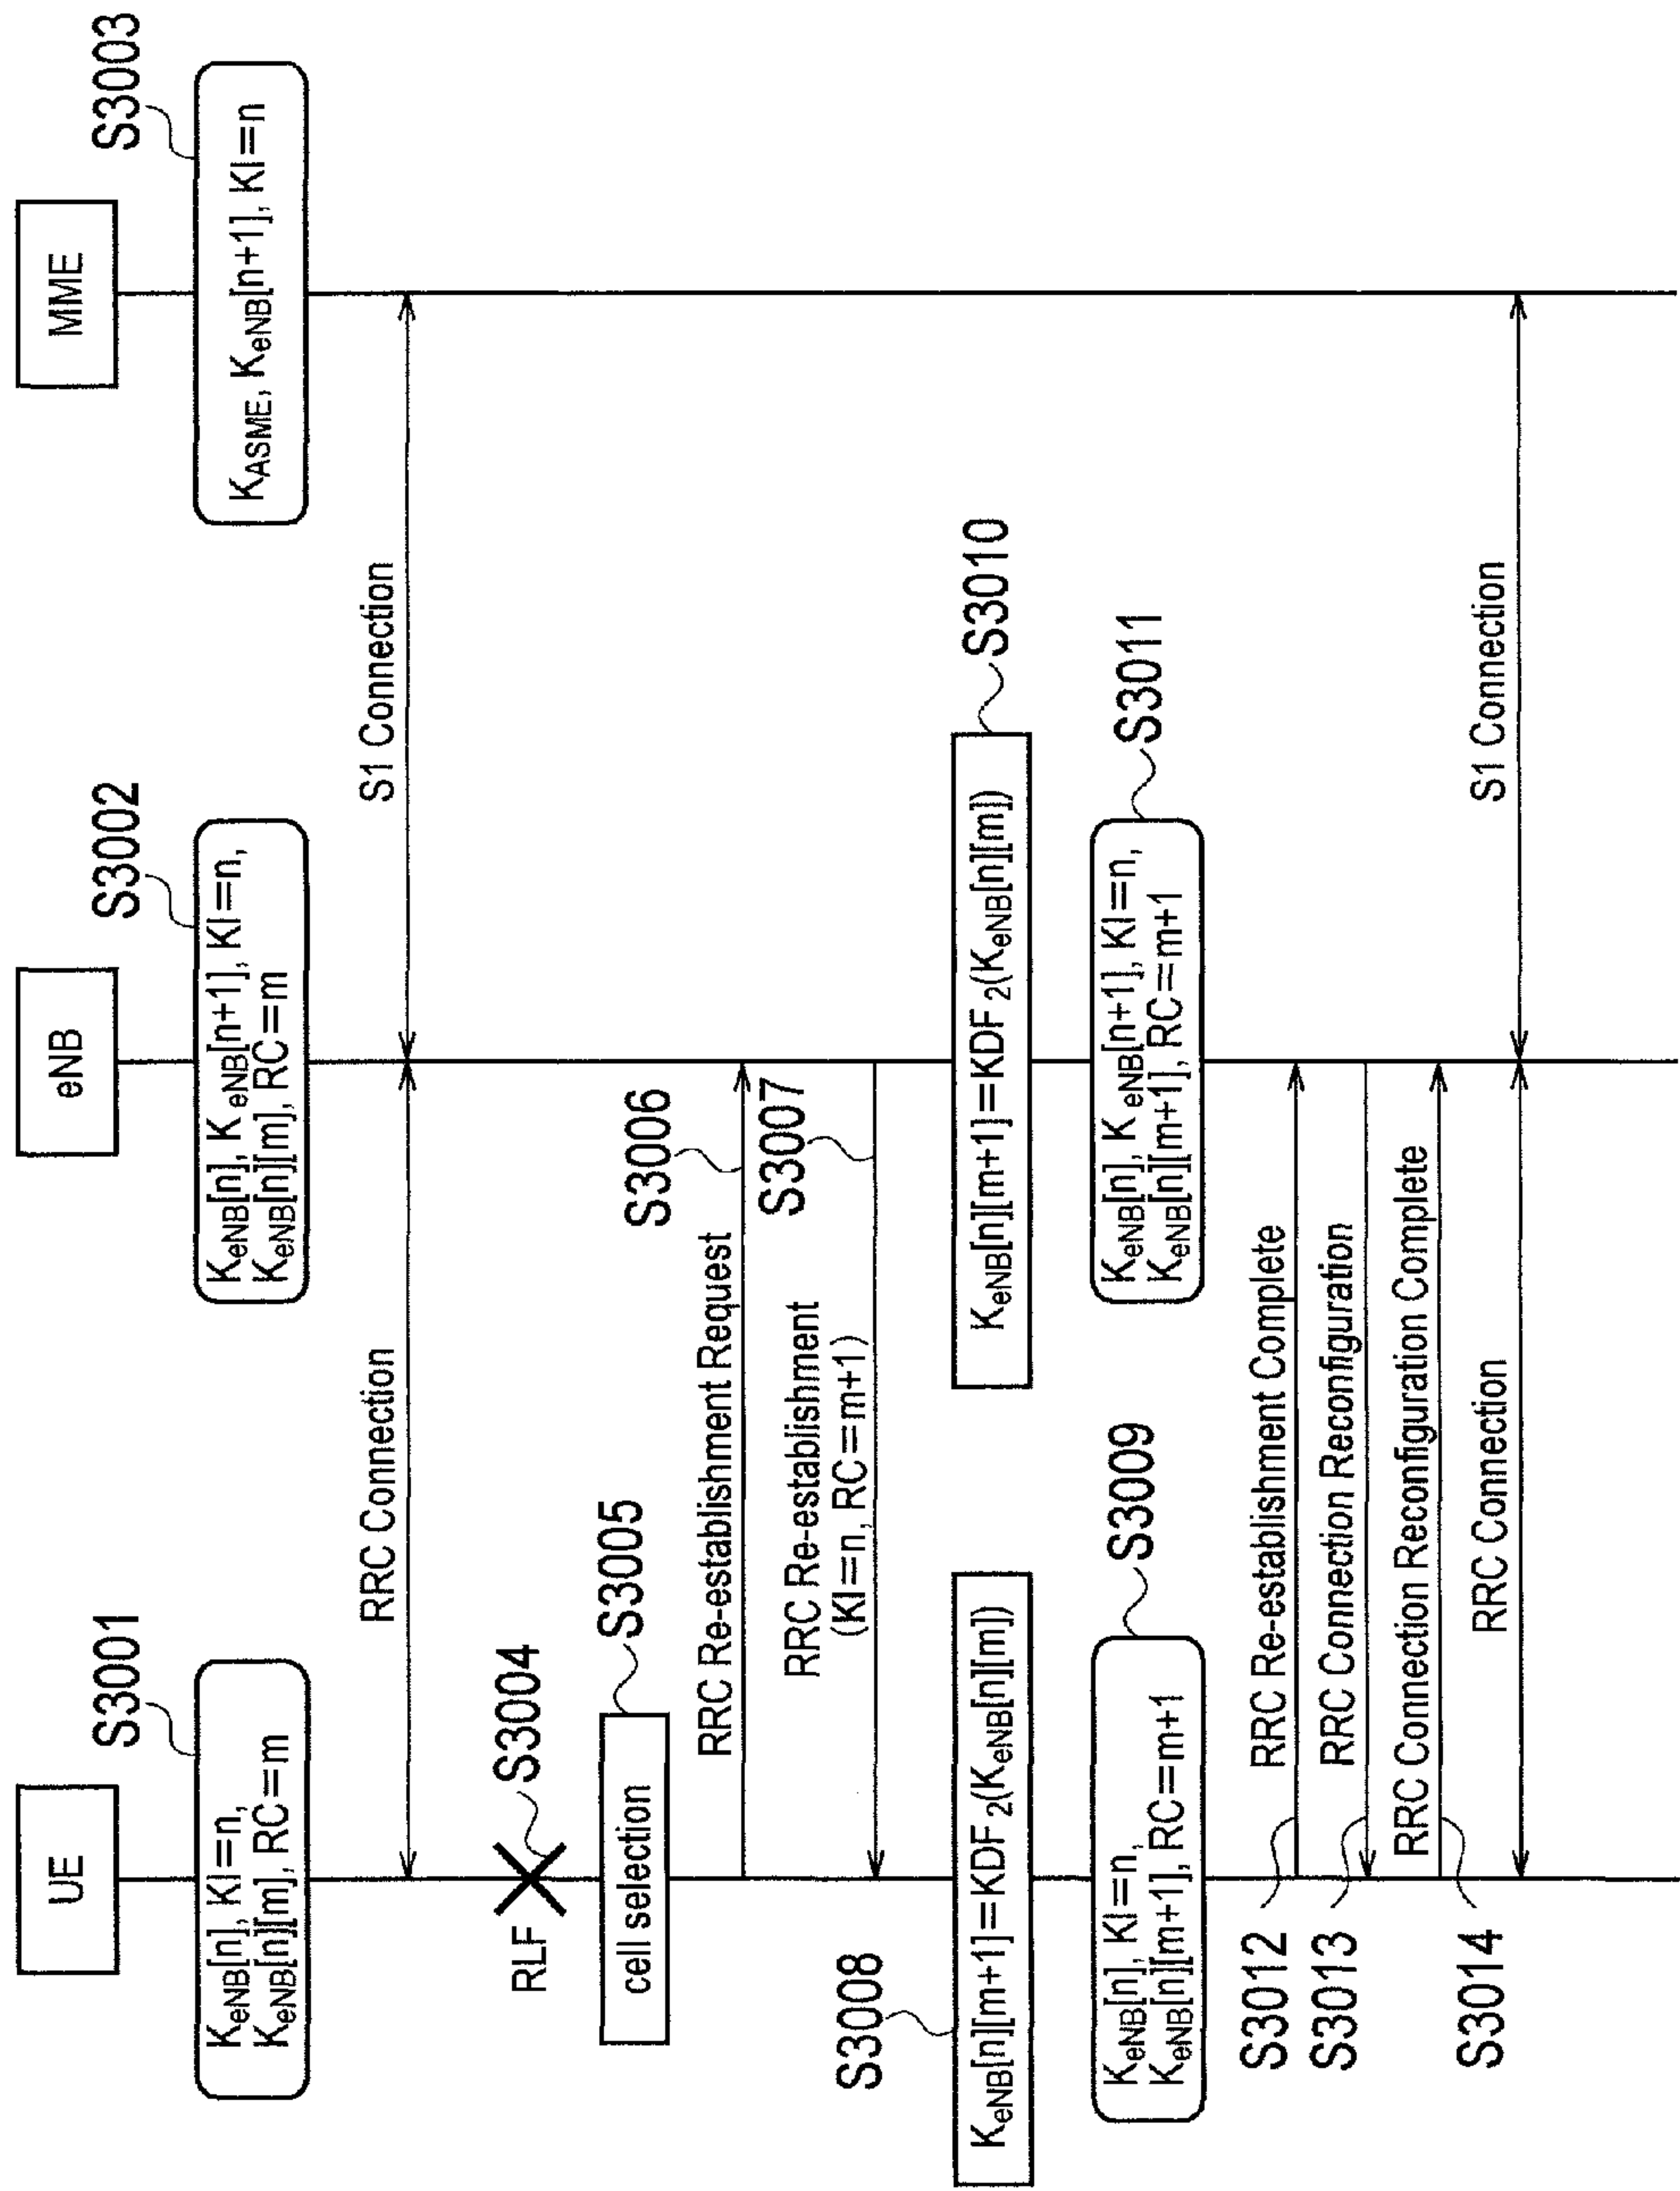 UE
eNB
MME
S3001
S3002
S3003
KeNB[n], KI=n,
KeNB[n][m], RC=m
KeNB[n], KeNB[n+1], KI=n,
KeNB[n][m], RC=m
KASME, KeNB[n+1], KI=n
RRC Connection
S1 Connection
RLF
S3004
cell selection
S3005
RRC Re-establishment Request
S3006
RRC Re-establishment
(KI=n, RC=m+1)
S3007
S3008
KeNB[n][m+1]=KDF2(KeNB[n][m])
KeNB[n][m+1]=KDF2(KeNB[n][m])
S3010
KeNB[n], KI=n,
KeNB[n][m+1], RC=m+1
S3009
KeNB[n], KeNB[n+1], KI=n,
KeNB[n][m+1], RC=m+1
S3011
S3012
RRC Re-establishment Complete
S3013
RRC Connection Reconfiguration
S3014
RRC Connection Reconfiguration Complete
RRC Connection
S1 Connection